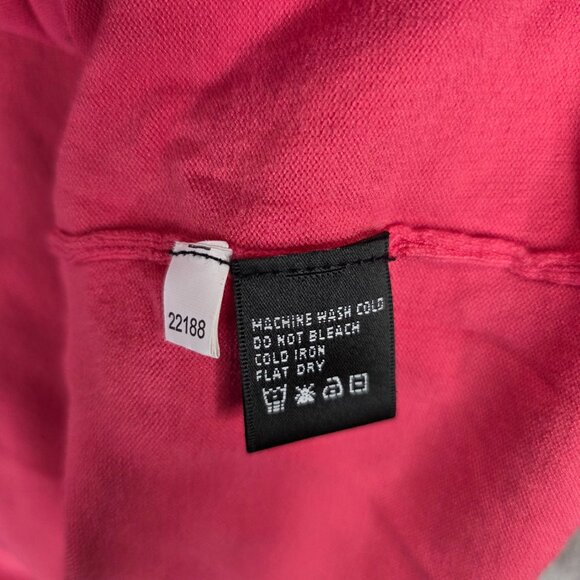 22188
MACHINE WASH COLD
DO NOT BLEACH
COLD IRON
FLAT DRY